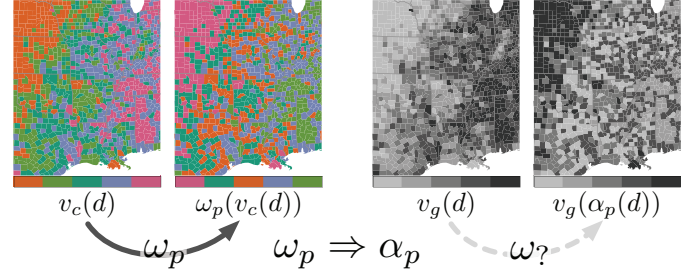 v_c(d) ω_p(v_c(d)) v_g(d) v_g(α_p(d))
ω_p ω_p ⇒ α_p ω_?